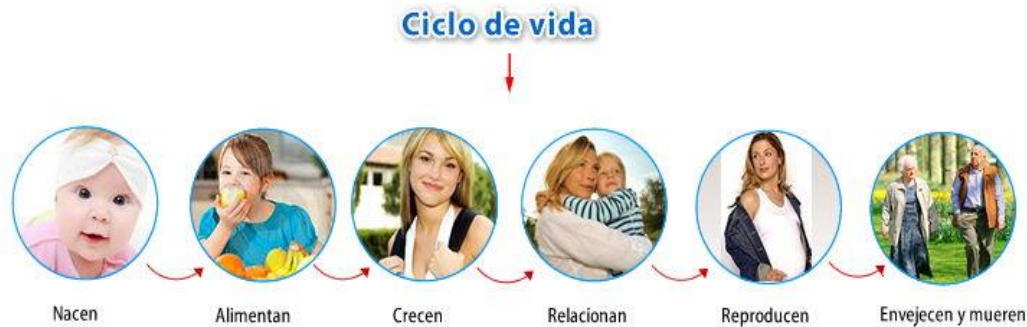 Ciclo de vida
Nacen
Alimentan
Crecen
Relacionan
Reproducen
Envejecen y mueren